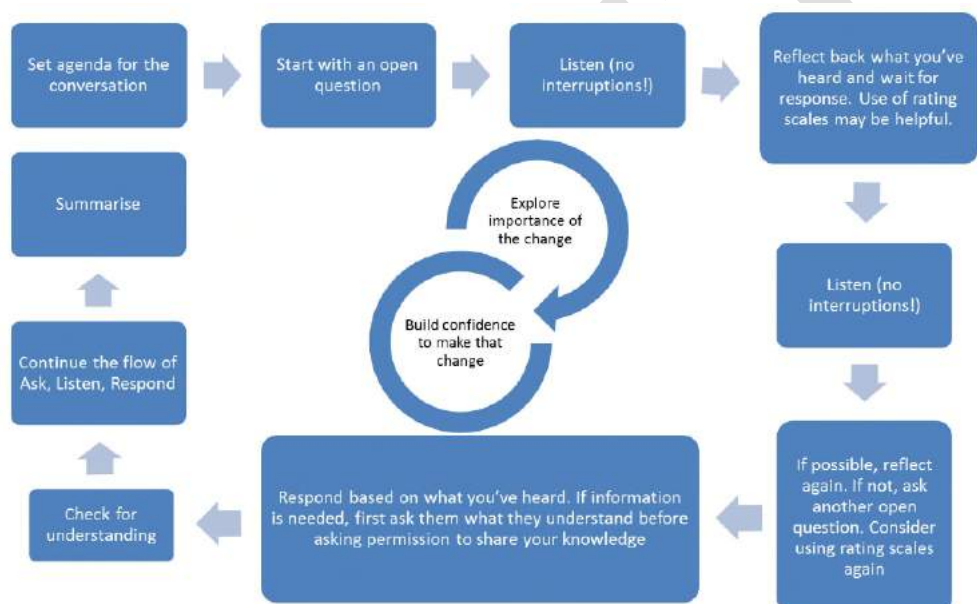 Set agenda for the
conversation
Start with an open
question
Listen (no
interruptions!)
Reflect back what you've
heard and wait for
response. Use of rating
scales may be helpful.
Listen (no
interruptions!)
If possible, reflect
again. If not, ask
another open
question. Consider
using rating scales
again
Respond based on what you've heard. If information
is needed, first ask them what they understand before
asking permission to share your knowledge
Check for
understanding
Continue the flow of
Ask, Listen, Respond
Summarise
Explore
importance of
the change
Build confidence
to make that
change